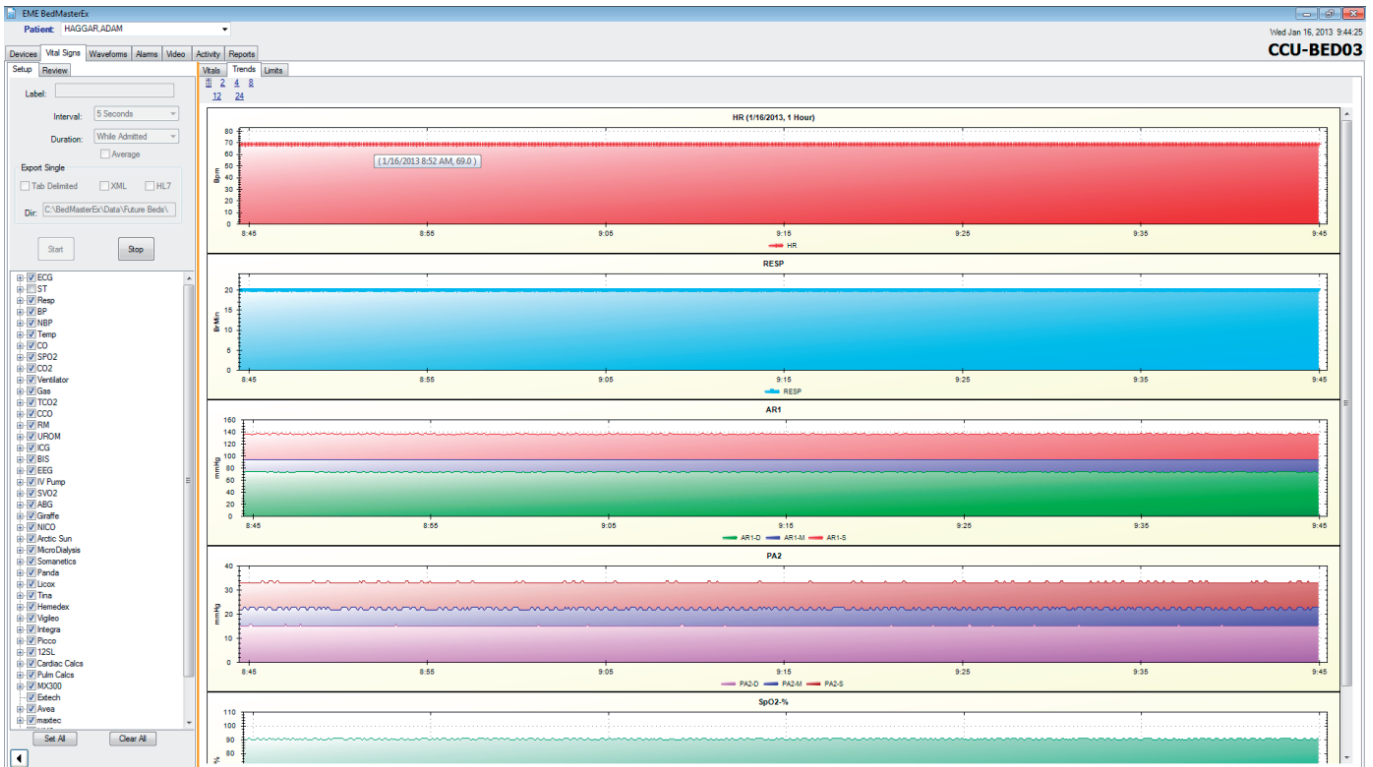 EME BedMasterEx
Patient: HAGGAR,ADAM
Wed Jan 16, 2013 9:44:25
Devices Vital Signs Waveforms Alarms Video Activity Reports
CCU-BED03
Setup Review
Vitals Trends Limits
1 2 4 8
12 24
Label:
Interval: 5 Seconds
Duration: While Admitted
Average
Export Single
Tab Delimited XML HL7
Dir: C:\BedMasterEx\Data\Future Beds\
Start Stop
ECG
ST
Resp
BP
NBP
Temp
CO
SPO2
CO2
Ventilator
Gas
TCO2
CCO
RM
UROM
ICG
BIS
EEG
IV Pump
SVO2
ABG
Giraffe
NICO
Arctic Sun
MicroDialysis
Somanetics
Panda
Licox
Tina
Hemedex
Vigileo
Integra
Picco
12SL
Cardiac Calcs
Pulm Calcs
MX300
Extech
Avea
maxtec
Set All Clear All
HR (1/16/2013, 1 Hour)
80
70
60
50
40
30
20
10
0
Bpm
( 1/16/2013 8:52 AM, 69.0 )
8:45 8:55 9:05 9:15 9:25 9:35 9:45
HR
RESP
20
15
10
5
0
BrMin
8:45 8:55 9:05 9:15 9:25 9:35 9:45
RESP
AR1
160
140
120
100
80
60
40
20
0
mmHg
8:45 8:55 9:05 9:15 9:25 9:35 9:45
AR1-D AR1-M AR1-S
PA2
40
30
20
10
0
mmHg
8:45 8:55 9:05 9:15 9:25 9:35 9:45
PA2-D PA2-M PA2-S
SpO2-%
110
100
90
80
%